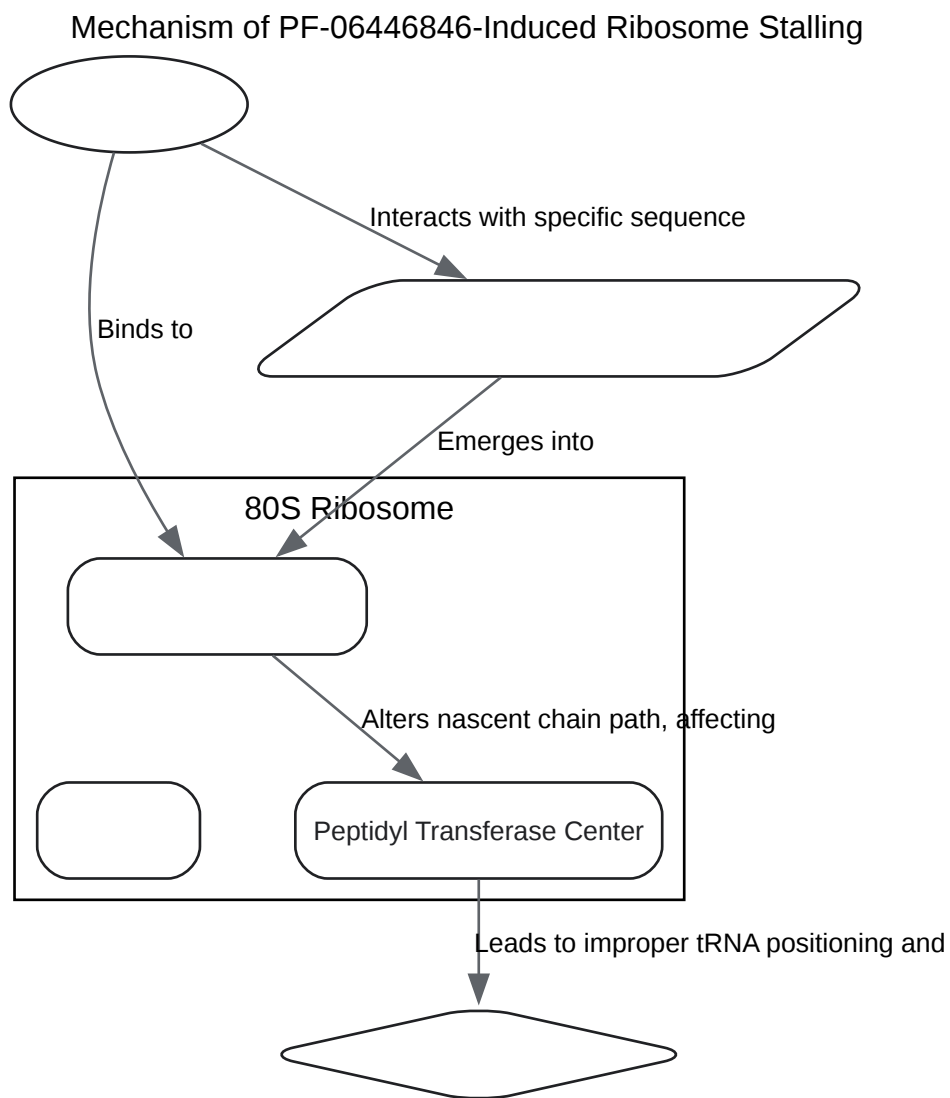 Mechanism of PF-06446846-Induced Ribosome Stalling
Interacts with specific sequence
Binds to
Emerges into
80S Ribosome
Alters nascent chain path, affecting
Peptidyl Transferase Center
Leads to improper tRNA positioning and